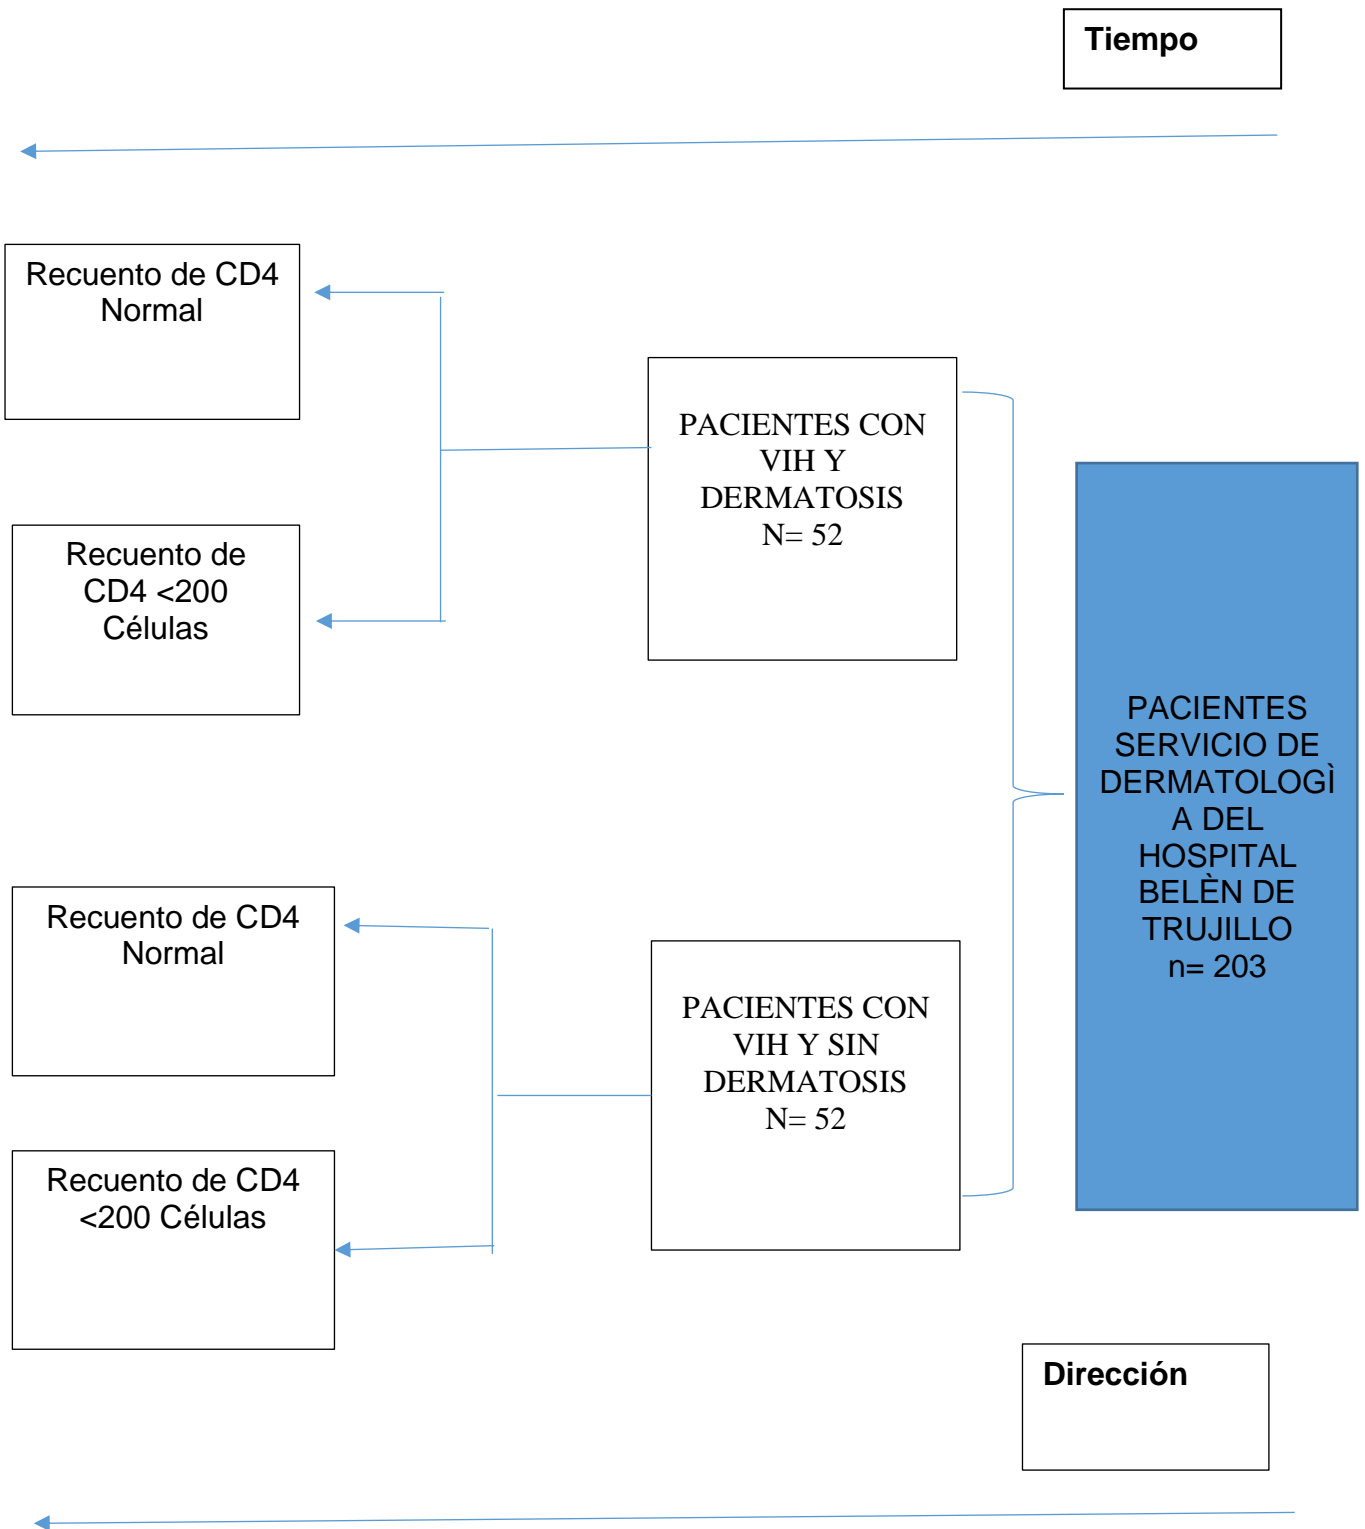 Tiempo
Recuento de CD4
Normal
PACIENTES CON
VIH Y
DERMATOSIS
N= 52
Recuento de
CD4 <200
Células
PACIENTES
SERVICIO DE
DERMATOLOGÌ
A DEL
HOSPITAL
BELÈN DE
TRUJILLO
n= 203
Recuento de CD4
Normal
PACIENTES CON
VIH Y SIN
DERMATOSIS
N= 52
Recuento de CD4
<200 Células
Dirección